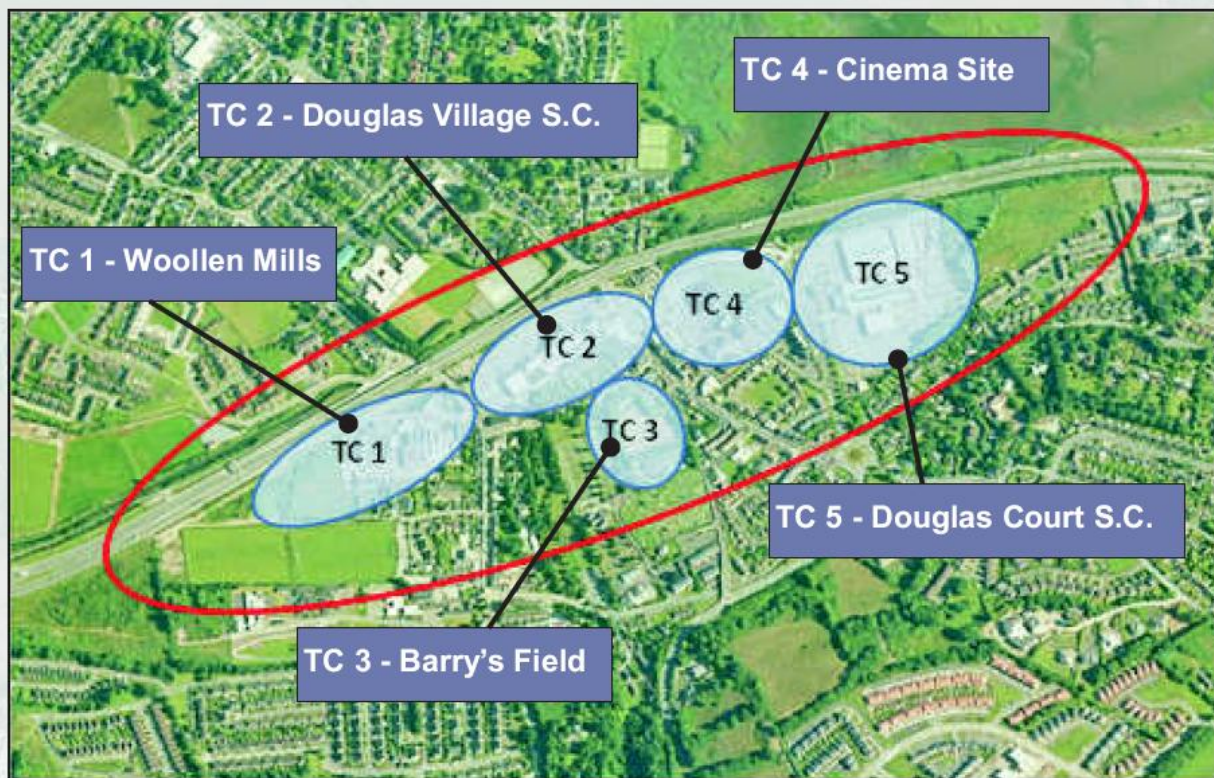 TC 4 - Cinema Site
TC 2 - Douglas Village S.C.
TC 1 - Woollen Mills
TC 5
TC 4
TC 2
TC 3
TC 1
TC 5 - Douglas Court S.C.
TC 3 - Barry's Field